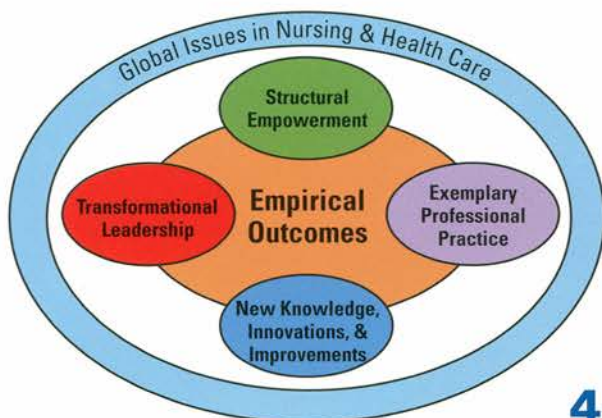 Global Issues in Nursing & Health Care
Structural
Empowerment
Transformational
Leadership
Empirical
Outcomes
Exemplary
Professional
Practice
New Knowledge,
Innovations, &
Improvements
4